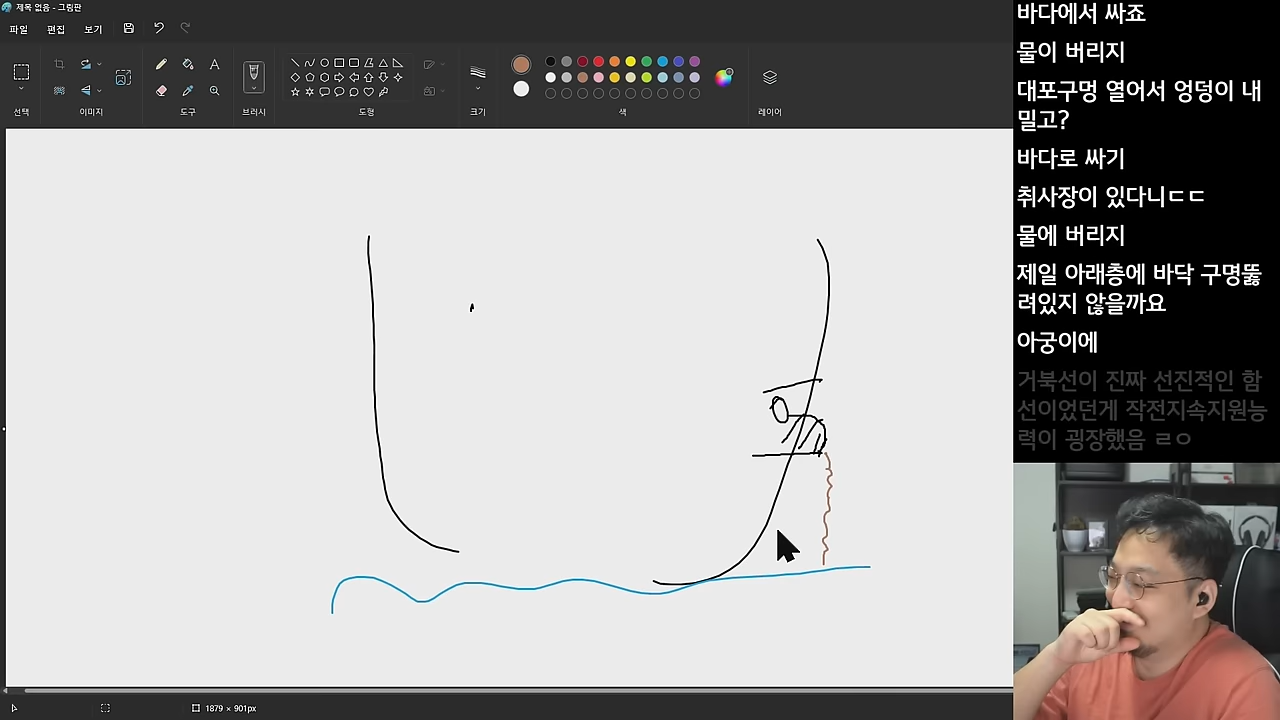 제목 없음 - 그림판
파일 편집 보기
선택
이미지
도구
브러시
도형
크기
색
레이어
바다에서 싸죠
물이 버리지
대포구멍 열어서 엉덩이 내
밀고?
바다로 싸기
취사장이 있다니ㄷㄷ
물에 버리지
제일 아래층에 바닥 구명뚫
려있지 않을까요
아궁이에
거북선이 진짜 선진적인 함
선이었던게 작전지속지원능
력이 굉장했음 ㄹㅇ
1879 × 901px